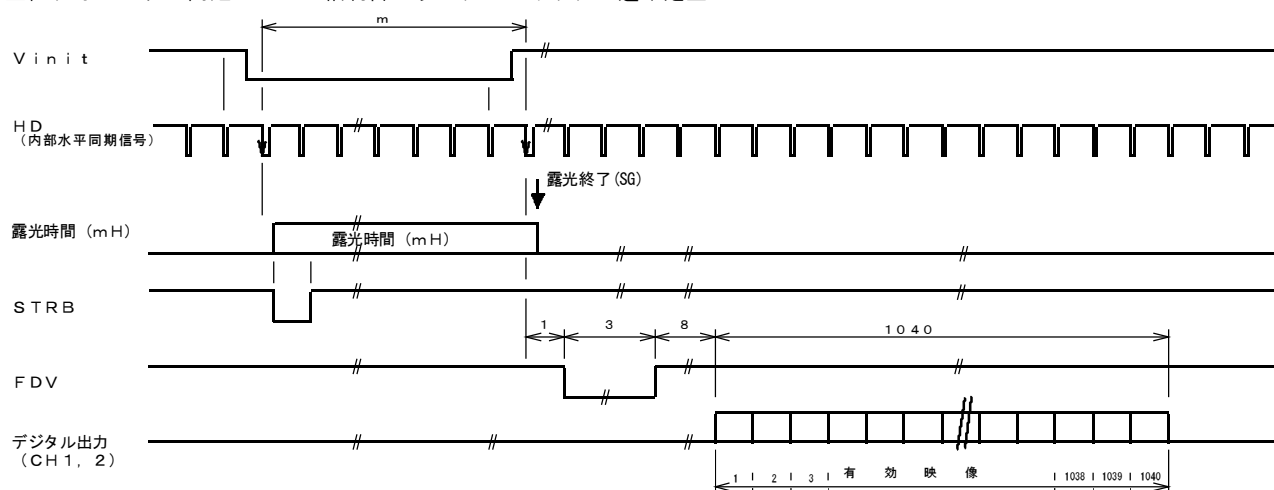 m
Ｖｉｎｉｔ
ＨＤ
（内部水平同期信号）
露光終了(SG)
露光時間（ｍＨ）
露光時間（ｍＨ）
ＳＴＲＢ
1 3 8 1040
ＦＤＶ
デジタル出力
（ＣＨ１，２）
1 2 3 有効映像 1038 1039 1040